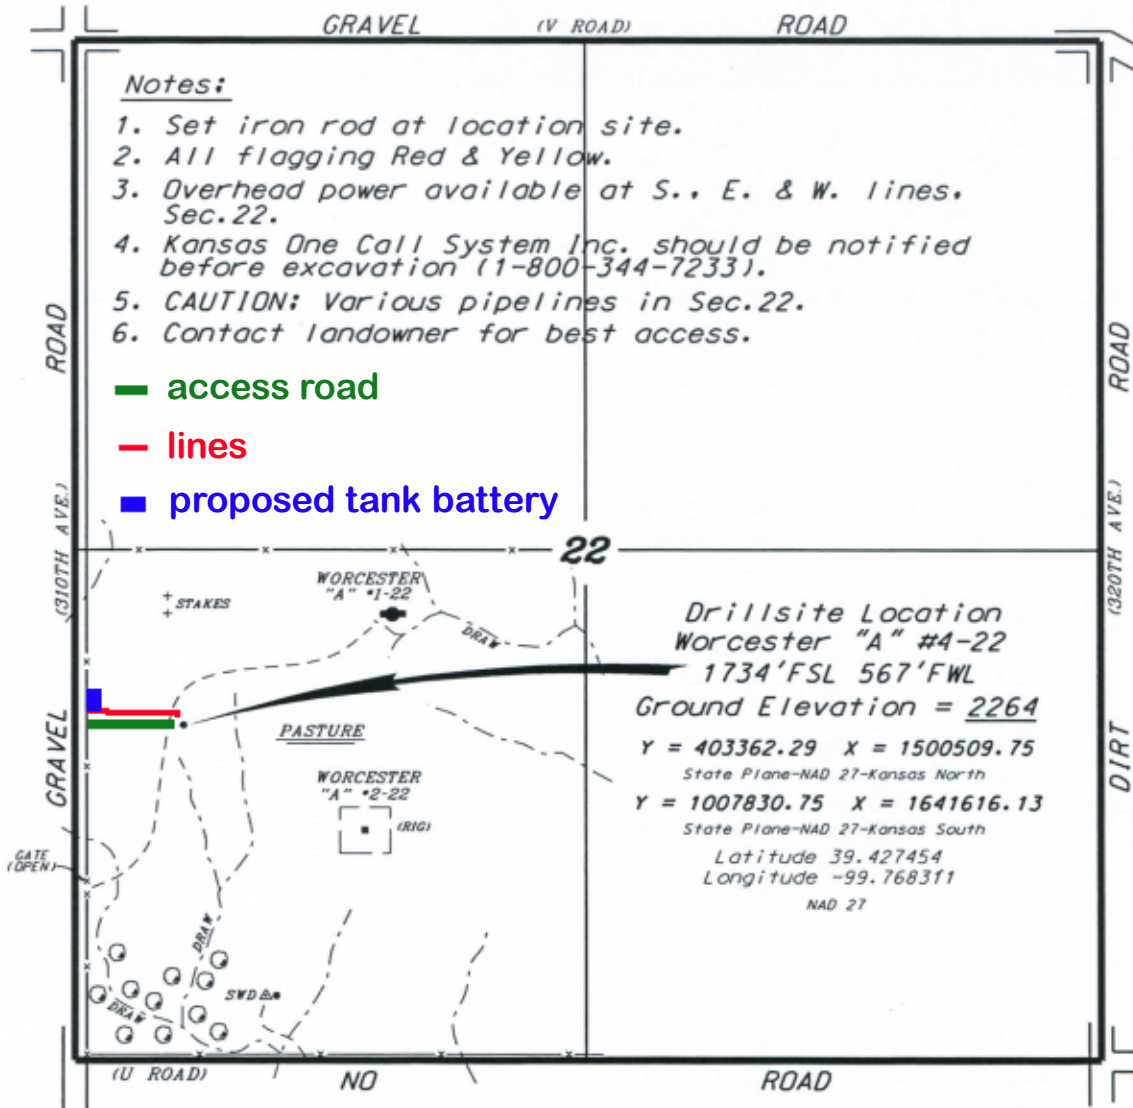 GRAVEL (V ROAD) ROAD
Notes:
1. Set iron rod at location site.
2. All flagging Red & Yellow.
3. Overhead power available at S., E. & W. lines,
Sec.22.
4. Kansas One Call System Inc. should be notified
before excavation (1-800-344-7233).
5. CAUTION: Various pipelines in Sec.22.
6. Contact landowner for best access.
access road
lines
proposed tank battery
ROAD
(310TH AVE.)
GRAVEL
ROAD
(320TH AVE.)
DIRT
22
WORCESTER
"A" #1-22
STAKES
DRAW
Drillsite Location
Worcester "A" #4-22
1734'FSL 567'FWL
Ground Elevation = 2264
Y = 403362.29 X = 1500509.75
State Plane-NAD 27-Kansas North
Y = 1007830.75 X = 1641616.13
State Plane-NAD 27-Kansas South
Latitude 39.427454
Longitude -99.768311
NAD 27
PASTURE
WORCESTER
"A" #2-22
(RIG)
GATE
(OPEN)
DRAW
SWD
DRAW
(U ROAD) NO ROAD